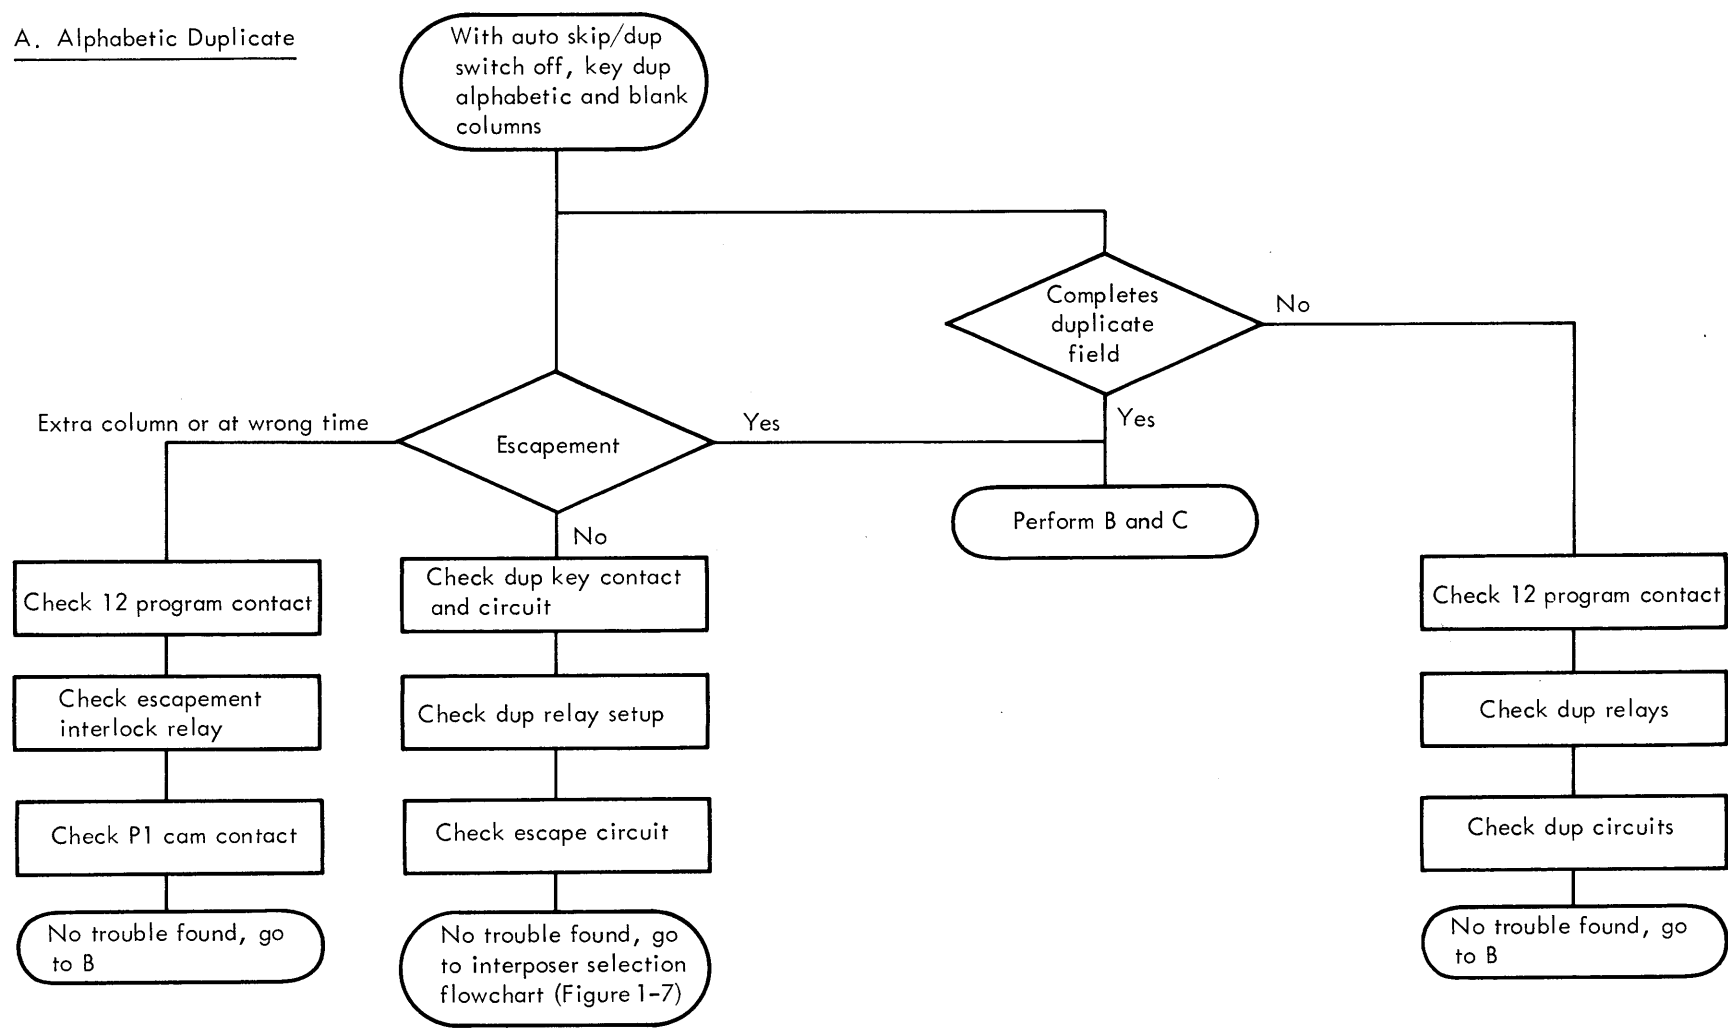 A. Alphabetic Duplicate
With auto skip/dup
switch off, key dup
alphabetic and blank
columns
Completes
duplicate
field
No
Yes
Extra column or at wrong time
Escapement
Yes
No
Perform B and C
Check 12 program contact
Check escapement
interlock relay
Check P1 cam contact
No trouble found, go
to B
Check dup key contact
and circuit
Check dup relay setup
Check escape circuit
No trouble found, go
to interposer selection
flowchart (Figure 1-7)
Check 12 program contact
Check dup relays
Check dup circuits
No trouble found, go
to B